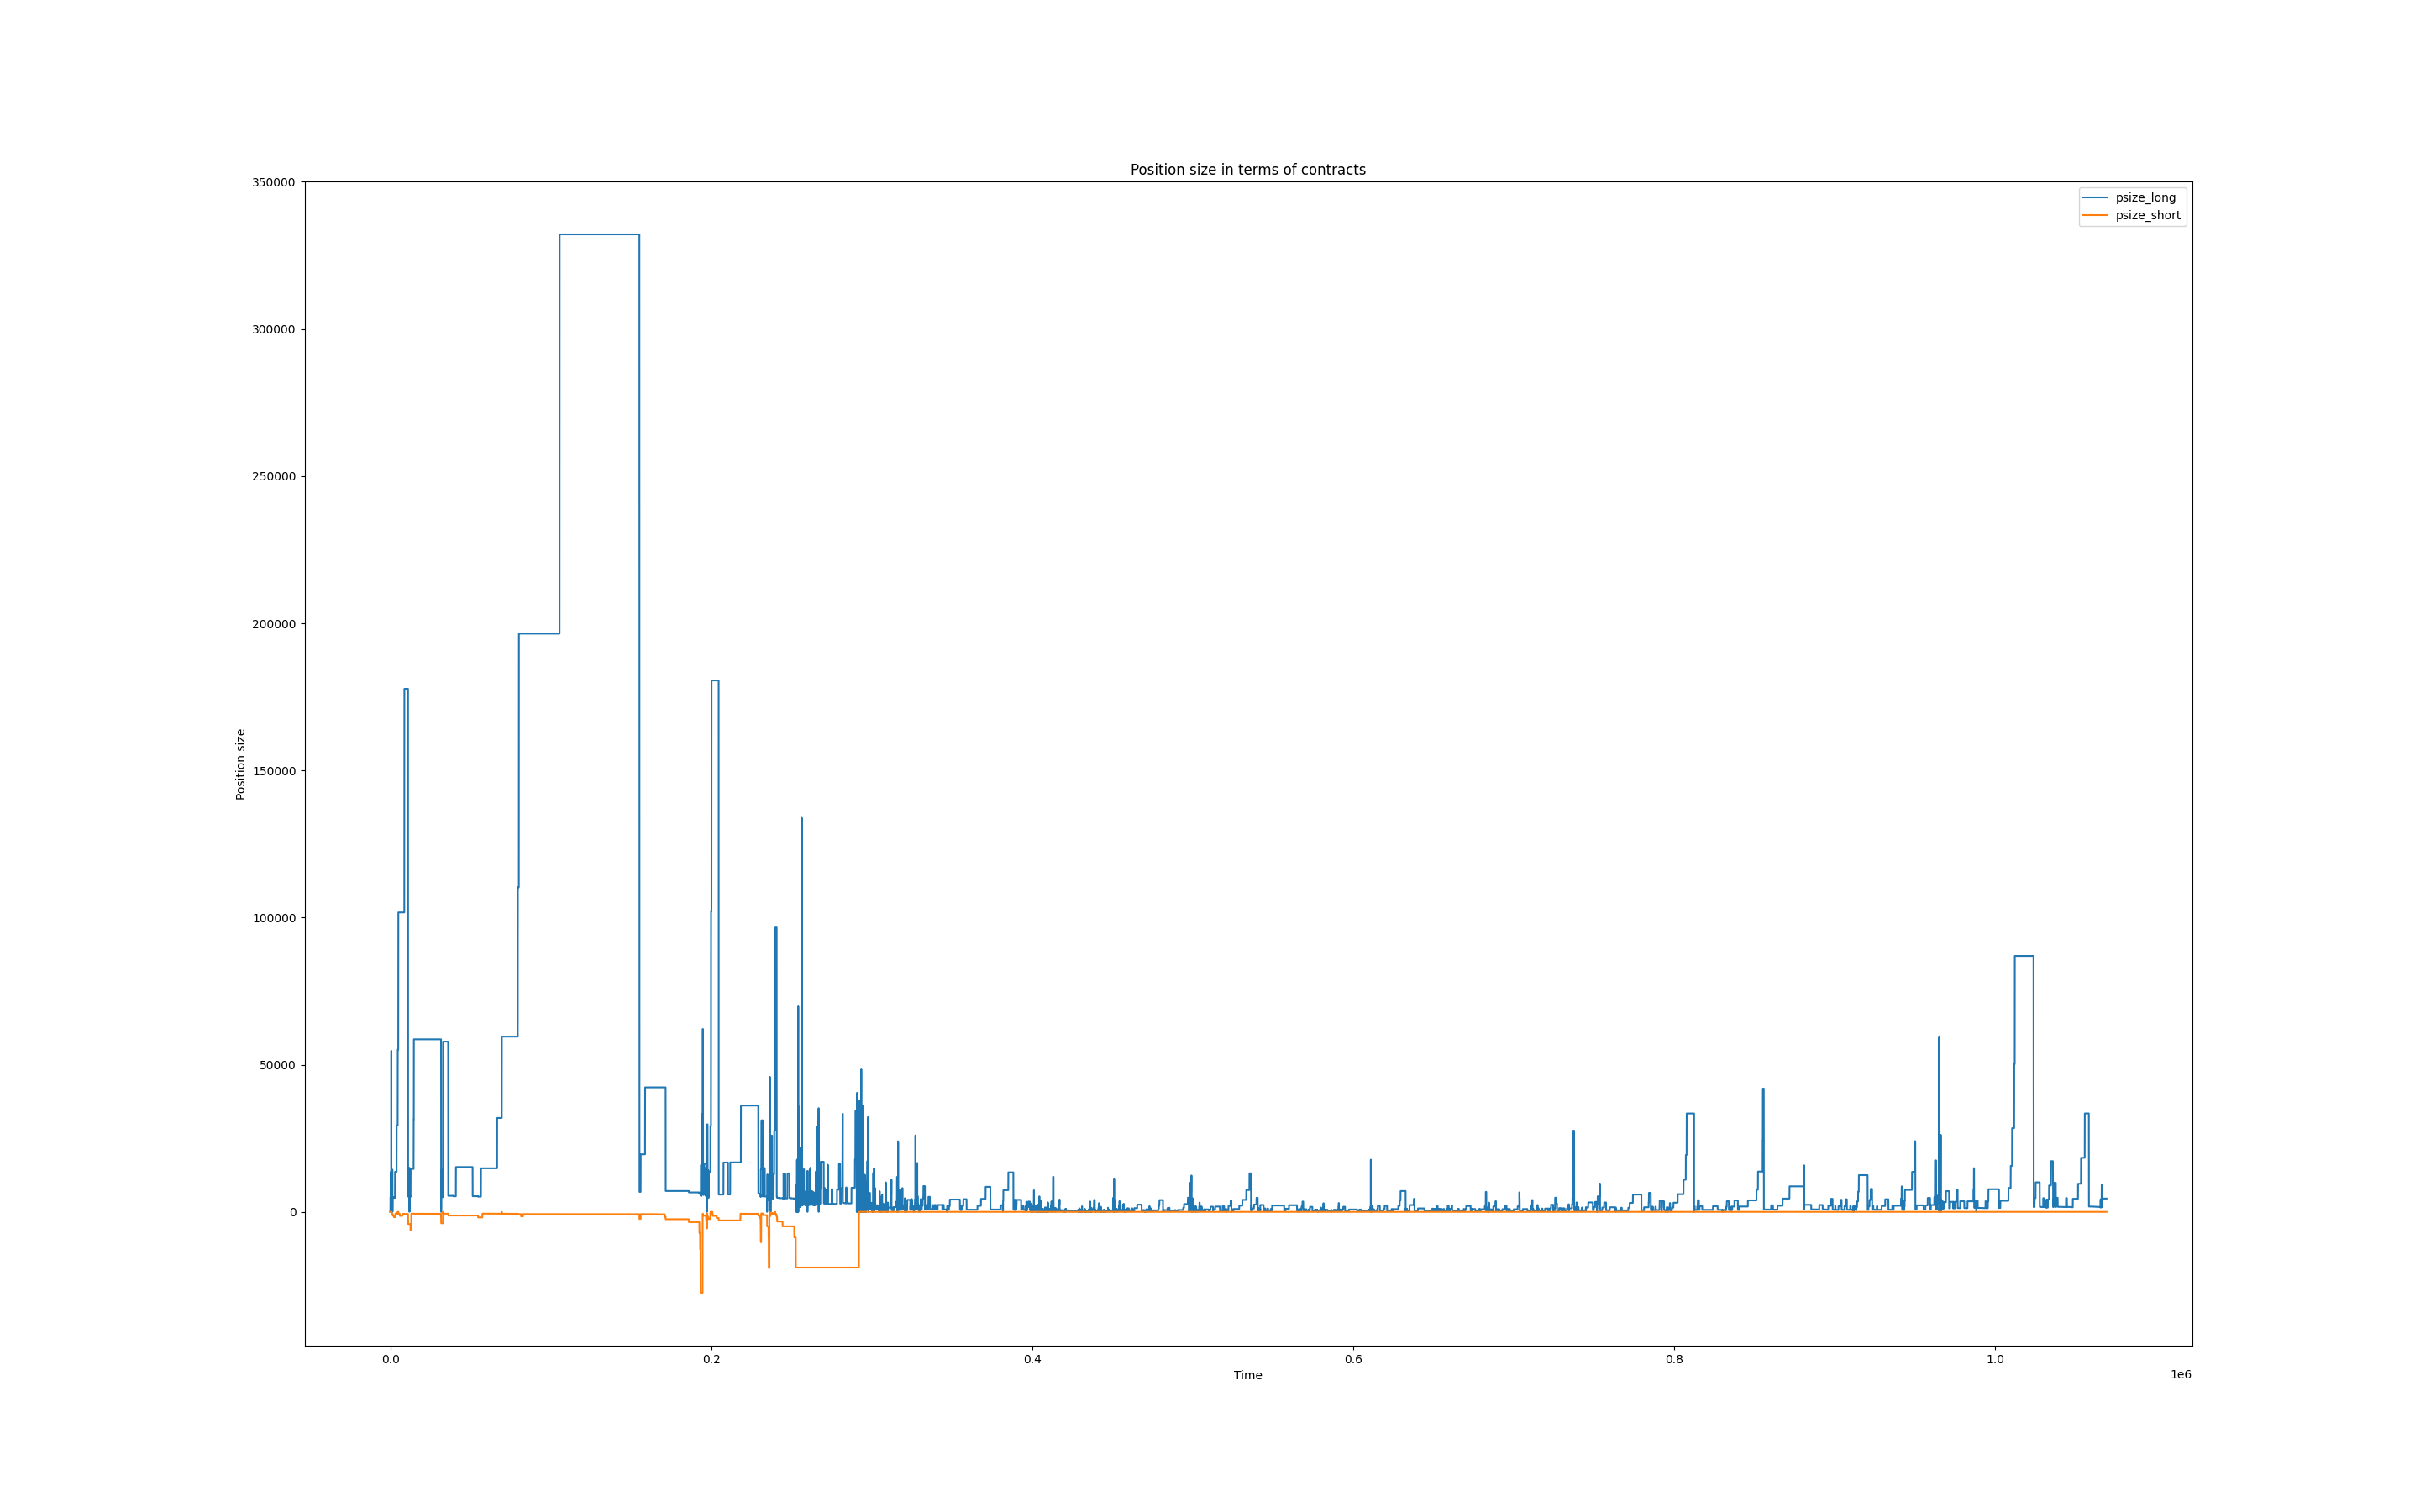 Position size in terms of contracts
350000
300000
250000
200000
150000
100000
50000
0
Position size
psize_long
psize_short
0.0 0.2 0.4 0.6 0.8 1.0
Time
1e6